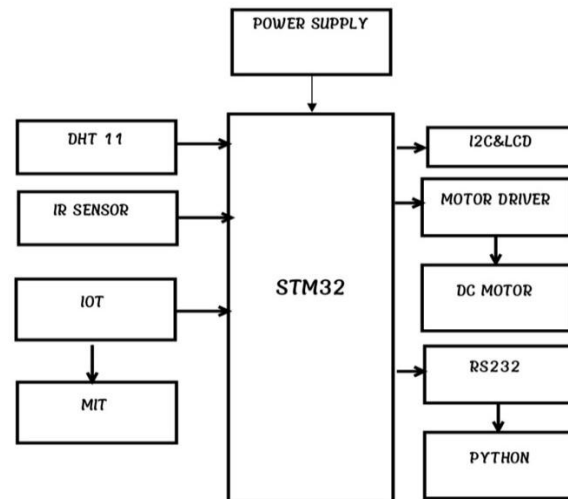 POWER SUPPLY
DHT 11
IR SENSOR
IOT
MIT
STM32
I2C&LCD
MOTOR DRIVER
DC MOTOR
RS232
PYTHON